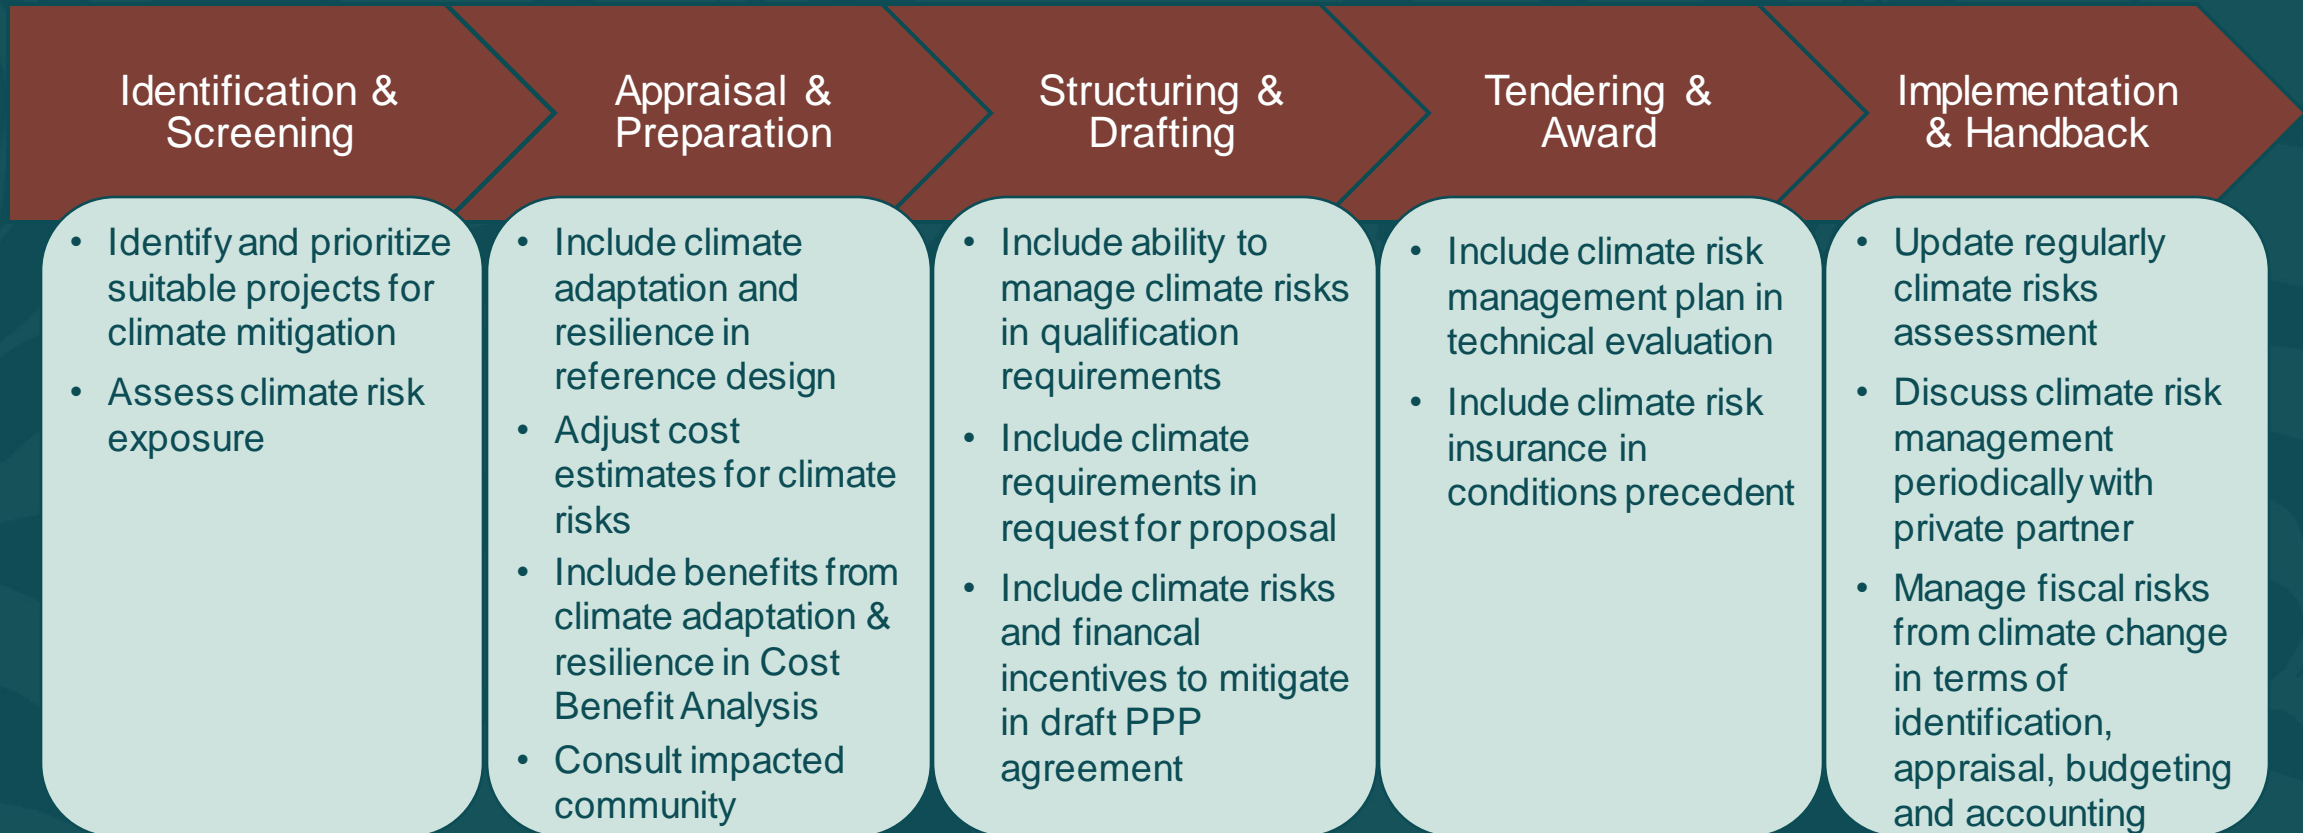 Identification &
Screening
Appraisal &
Preparation
Structuring &
Drafting
Tendering &
Award
Implementation
& Handback
• Identify and prioritize
suitable projects for
climate mitigation
• Assess climate risk
exposure
• Include climate
adaptation and
resilience in
reference design
• Adjust cost
estimates for climate
risks
• Include benefits from
climate adaptation &
resilience in Cost
Benefit Analysis
• Consult impacted
community
• Include ability to
manage climate risks
in qualification
requirements
• Include climate
requirements in
request for proposal
• Include climate risks
and financal
incentives to mitigate
in draft PPP
agreement
• Include climate risk
management plan in
technical evaluation
• Include climate risk
insurance in
conditions precedent
• Update regularly
climate risks
assessment
• Discuss climate risk
management
periodically with
private partner
• Manage fiscal risks
from climate change
in terms of
identification,
appraisal, budgeting
and accounting